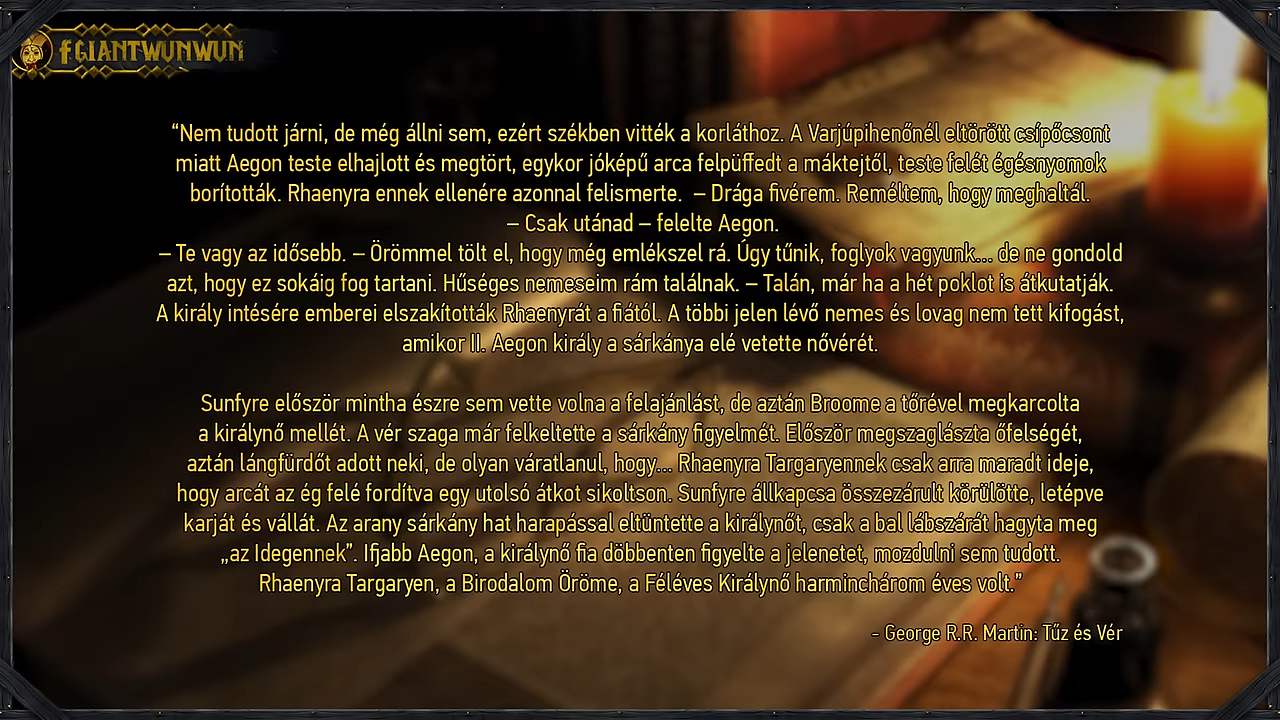 fGIANTWUNWUN
“Nem tudott járni, de még állni sem, ezért székben vitték a korláthoz. A Varjúpihenőnél eltörött csípőcsont
miatt Aegon teste elhajlott és megtört, egykor jóképű arca felpüffedt a máktejtől, teste felét égésnyomok
borították. Rhaenyra ennek ellenére azonnal felismerte. – Drága fivérem. Reméltem, hogy meghaltál.
– Csak utánad – felelte Aegon.
– Te vagy az idősebb. – Örömmel tölt el, hogy még emlékszel rá. Úgy tűnik, foglyok vagyunk... de ne gondold
azt, hogy ez sokáig fog tartani. Hűséges nemeseim rám találnak. – Talán, már ha a hét poklot is átkutatják.
A király intésére emberei elszakították Rhaenyrát a fiától. A többi jelen lévő nemes és lovag nem tett kifogást,
amikor II. Aegon király a sárkánya elé vetette nővérét.
Sunfyre először mintha észre sem vette volna a felajánlást, de aztán Broome a tőrével megkarcolta
a királynő mellét. A vér szaga már felkeltette a sárkány figyelmét. Először megszaglászta őfelségét,
aztán lángfürdőt adott neki, de olyan váratlanul, hogy... Rhaenyra Targaryennek csak arra maradt ideje,
hogy arcát az ég felé fordítva egy utolsó átkot sikoltson. Sunfyre állkapcsa összezárult körülötte, letépve
karját és vállát. Az arany sárkány hat harapással eltüntette a királynőt, csak a bal lábszárát hagyta meg
„az Idegennek”. Ifjabb Aegon, a királynő fia döbbenten figyelte a jelenetet, mozdulni sem tudott.
Rhaenyra Targaryen, a Birodalom Öröme, a Féléves Királynő harminchárom éves volt.”
- George R.R. Martin: Tűz és Vér